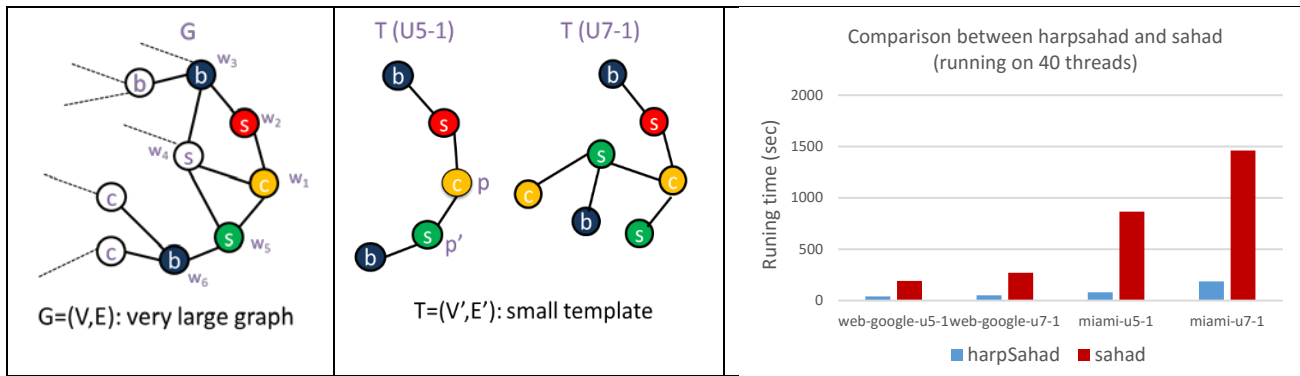 G
w₃
b
b
s
w₂
w₄
s
c
w₁
c
s
w₅
c
b
w₆
G=(V,E): very large graph
T (U5-1)
b
s
c
p
s
p'
b
T (U7-1)
b
s
s
c
c
b
s
T=(V',E'): small template
Comparison between harpsahad and sahad
(running on 40 threads)
Runing time (sec)
2000
1500
1000
500
0
web-google-u5-1
web-google-u7-1
miami-u5-1
miami-u7-1
harpSahad
sahad